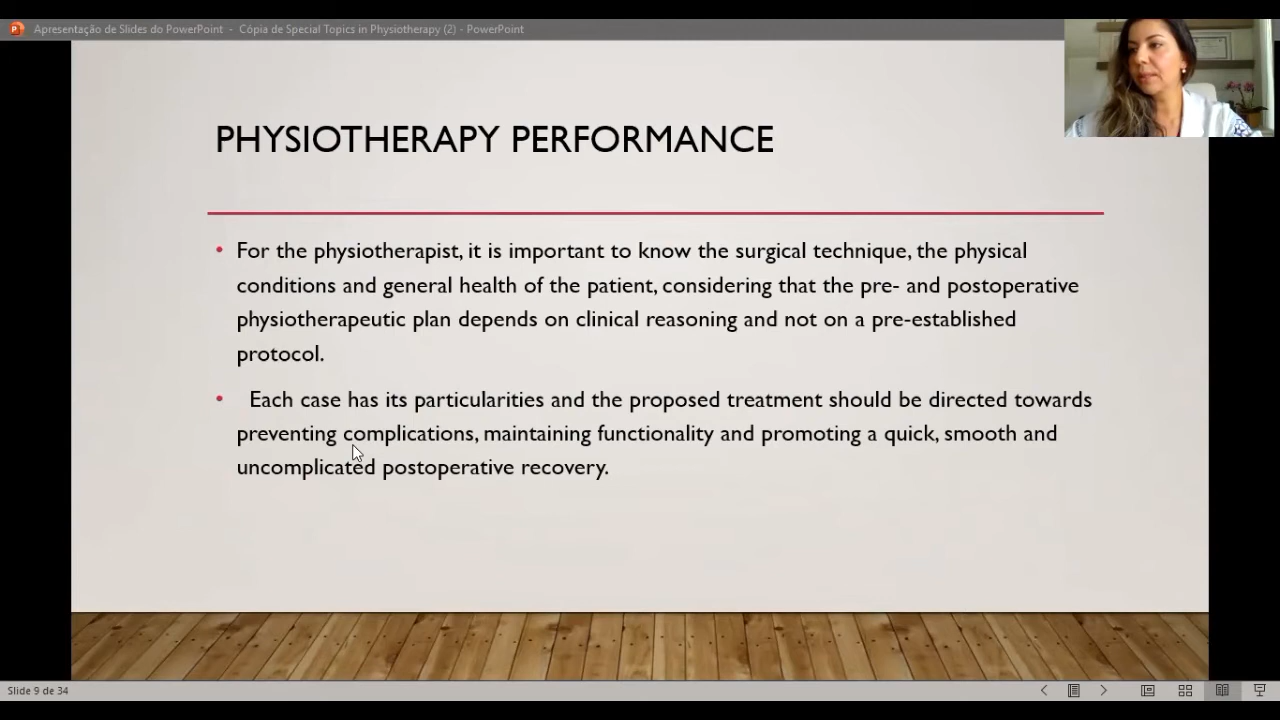 Apresentação de Slides do PowerPoint - Cópia de Special Topics in Physiotherapy (2) - PowerPoint
PHYSIOTHERAPY PERFORMANCE
• For the physiotherapist, it is important to know the surgical technique, the physical
conditions and general health of the patient, considering that the pre- and postoperative
physiotherapeutic plan depends on clinical reasoning and not on a pre-established
protocol.
• Each case has its particularities and the proposed treatment should be directed towards
preventing complications, maintaining functionality and promoting a quick, smooth and
uncomplicated postoperative recovery.
Slide 9 de 34